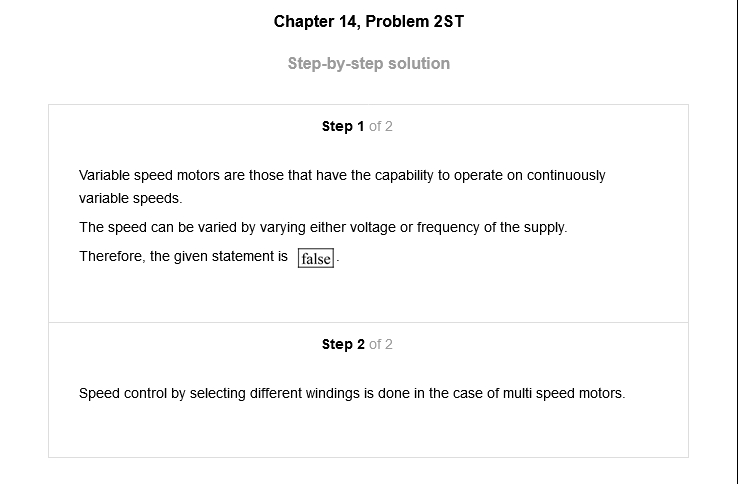 Chapter 14, Problem 2ST
Step-by-step solution
Step 1 of 2
Variable speed motors are those that have the capability to operate on continuously
variable speeds.
The speed can be varied by varying either voltage or frequency of the supply.
Therefore, the given statement is false.
Step 2 of 2
Speed control by selecting different windings is done in the case of multi speed motors.